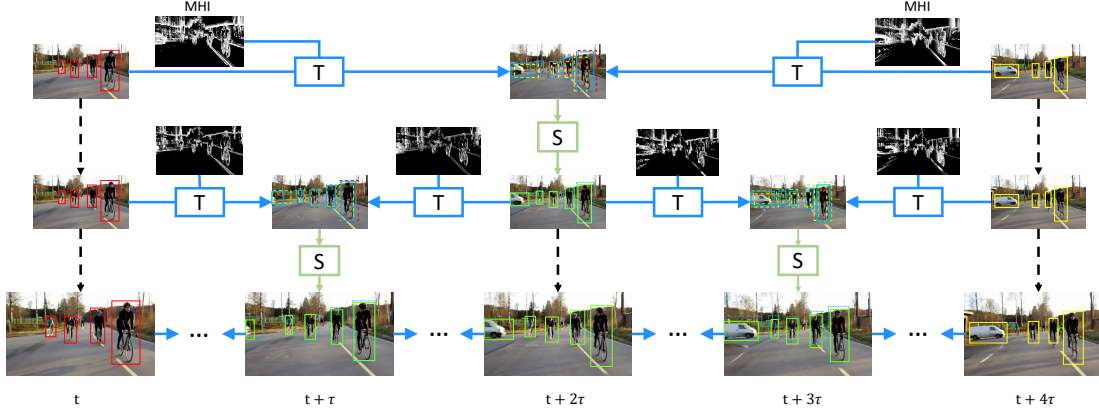 MHI MHI
T T
S
T T T T
S S
... ... ... ...
t t + τ t + 2τ t + 3τ t + 4τ